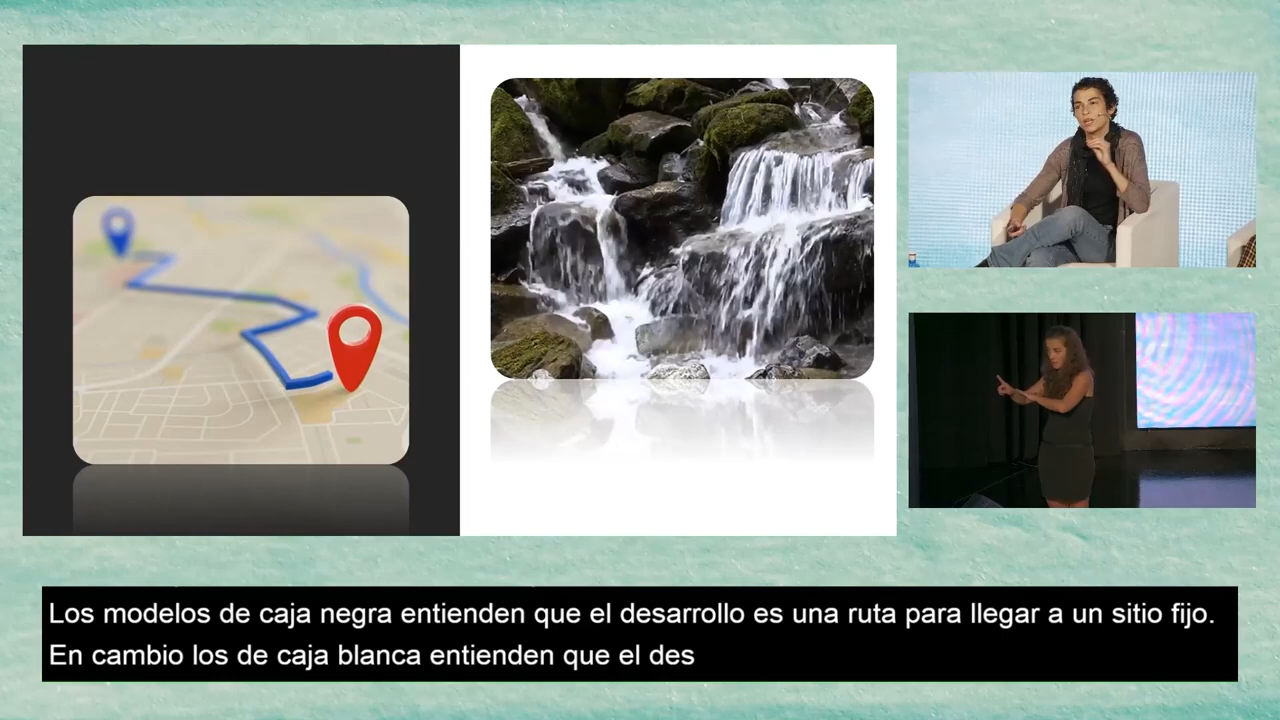 Los modelos de caja negra entienden que el desarrollo es una ruta para llegar a un sitio fijo.
En cambio los de caja blanca entienden que el des